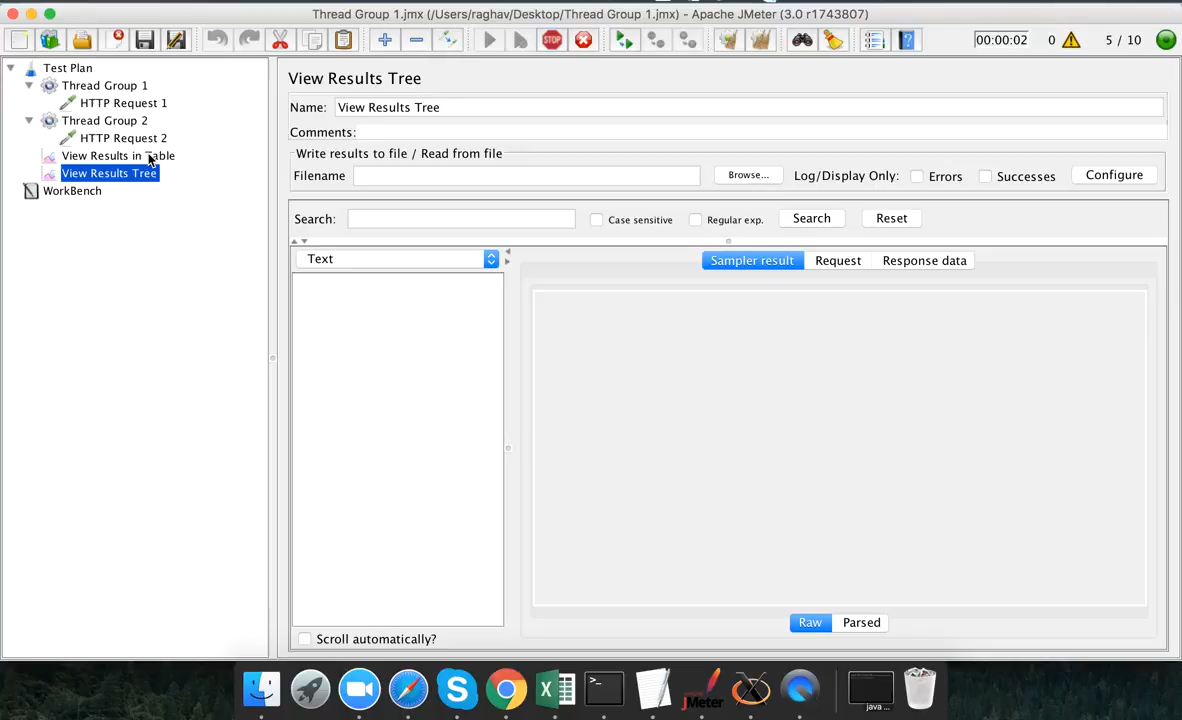 Thread Group 1.jmx (/Users/raghav/Desktop/Thread Group 1.jmx) - Apache JMeter (3.0 r1743807)
STOP
?
00:00:02 0 5 / 10
Test Plan
Thread Group 1
HTTP Request 1
Thread Group 2
HTTP Request 2
View Results in Table
View Results Tree
WorkBench
View Results Tree
Name: View Results Tree
Comments:
Write results to file / Read from file
Filename Browse... Log/Display Only: Errors Successes Configure
Search: Case sensitive Regular exp. Search Reset
Text
Sampler result Request Response data
Raw Parsed
Scroll automatically?
JMeter
java ...